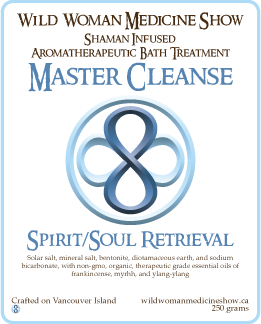 Wild Woman Medicine Show
Shaman Infused
Aromatherapeutic Bath Treatment
Master Cleanse
Spirit/Soul Retrieval
Solar salt, mineral salt, bentonite, diotamaceous earth, and sodium
bicarbonate, with non-gmo, organic, therapeutic grade essential oils of
frankincense, myrhh, and ylang-ylang
Crafted on Vancouver Island
wildwomanmedicineshow.ca
250 grams